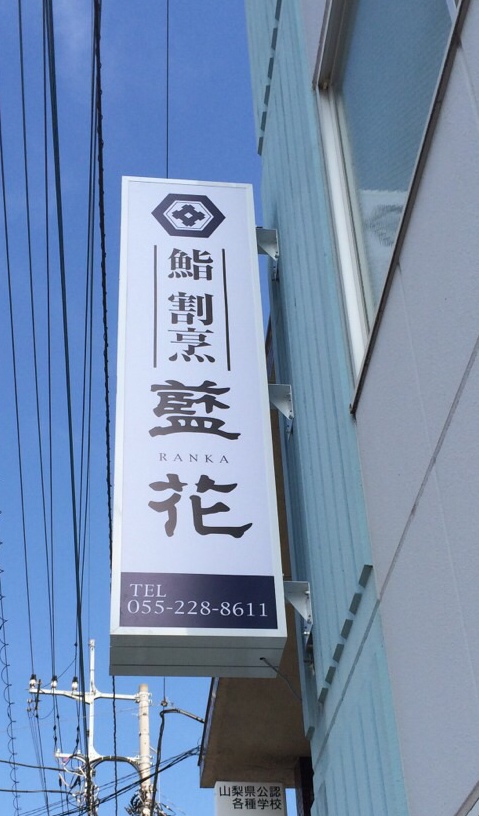 鮨 割烹
藍
RANKA
花
TEL
055-228-8611
山梨県公認
各種学校